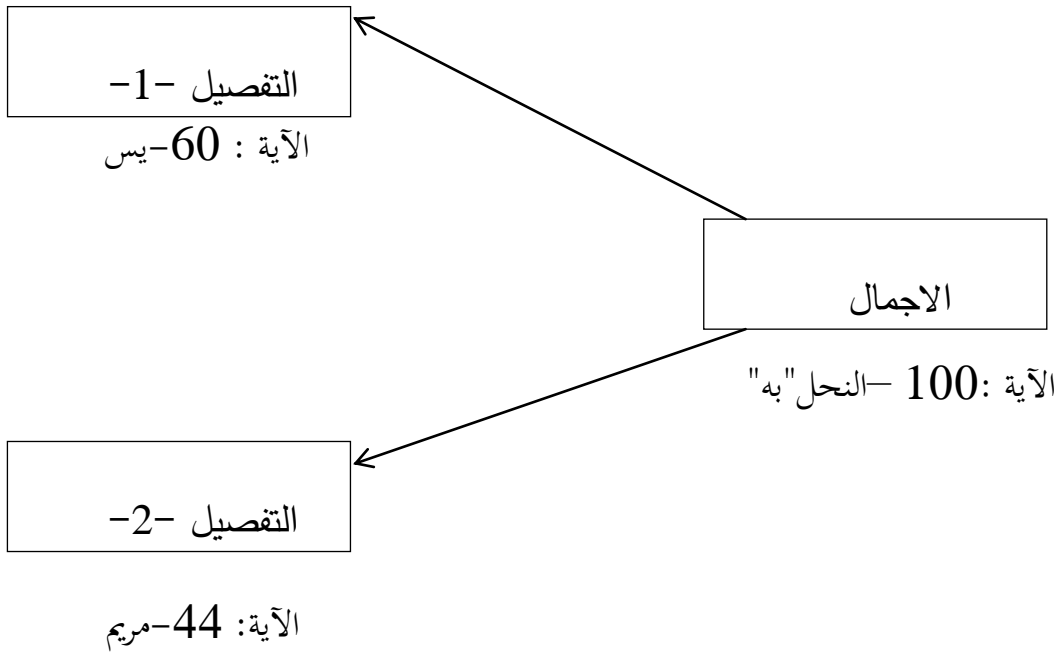 التفصيل -1-
الآية : 60-يس
الاجمال
الآية :100 –النحل"به"
التفصيل -2-
الآية: 44-مريم